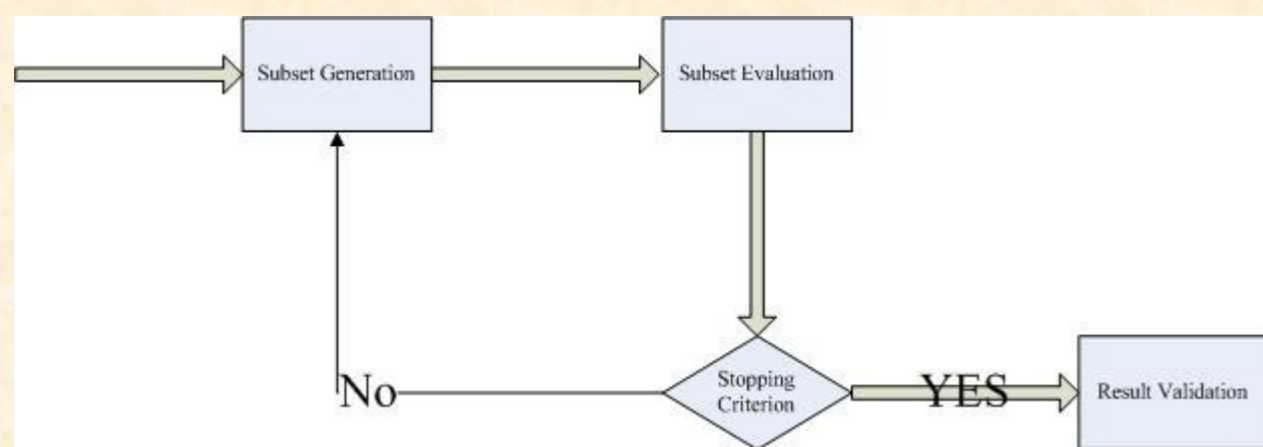 Subset Generation
Subset Evaluation
Stopping
Criterion
No
YES
Result Validation